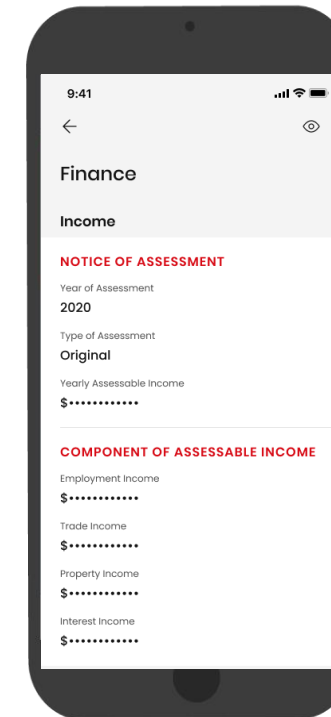 9:41
Finance
Income
NOTICE OF ASSESSMENT
Year of Assessment
2020
Type of Assessment
Original
Yearly Assessable Income
$••••••••••••
COMPONENT OF ASSESSABLE INCOME
Employment Income
$••••••••••••
Trade Income
$••••••••••••
Property Income
$••••••••••••
Interest Income
$••••••••••••